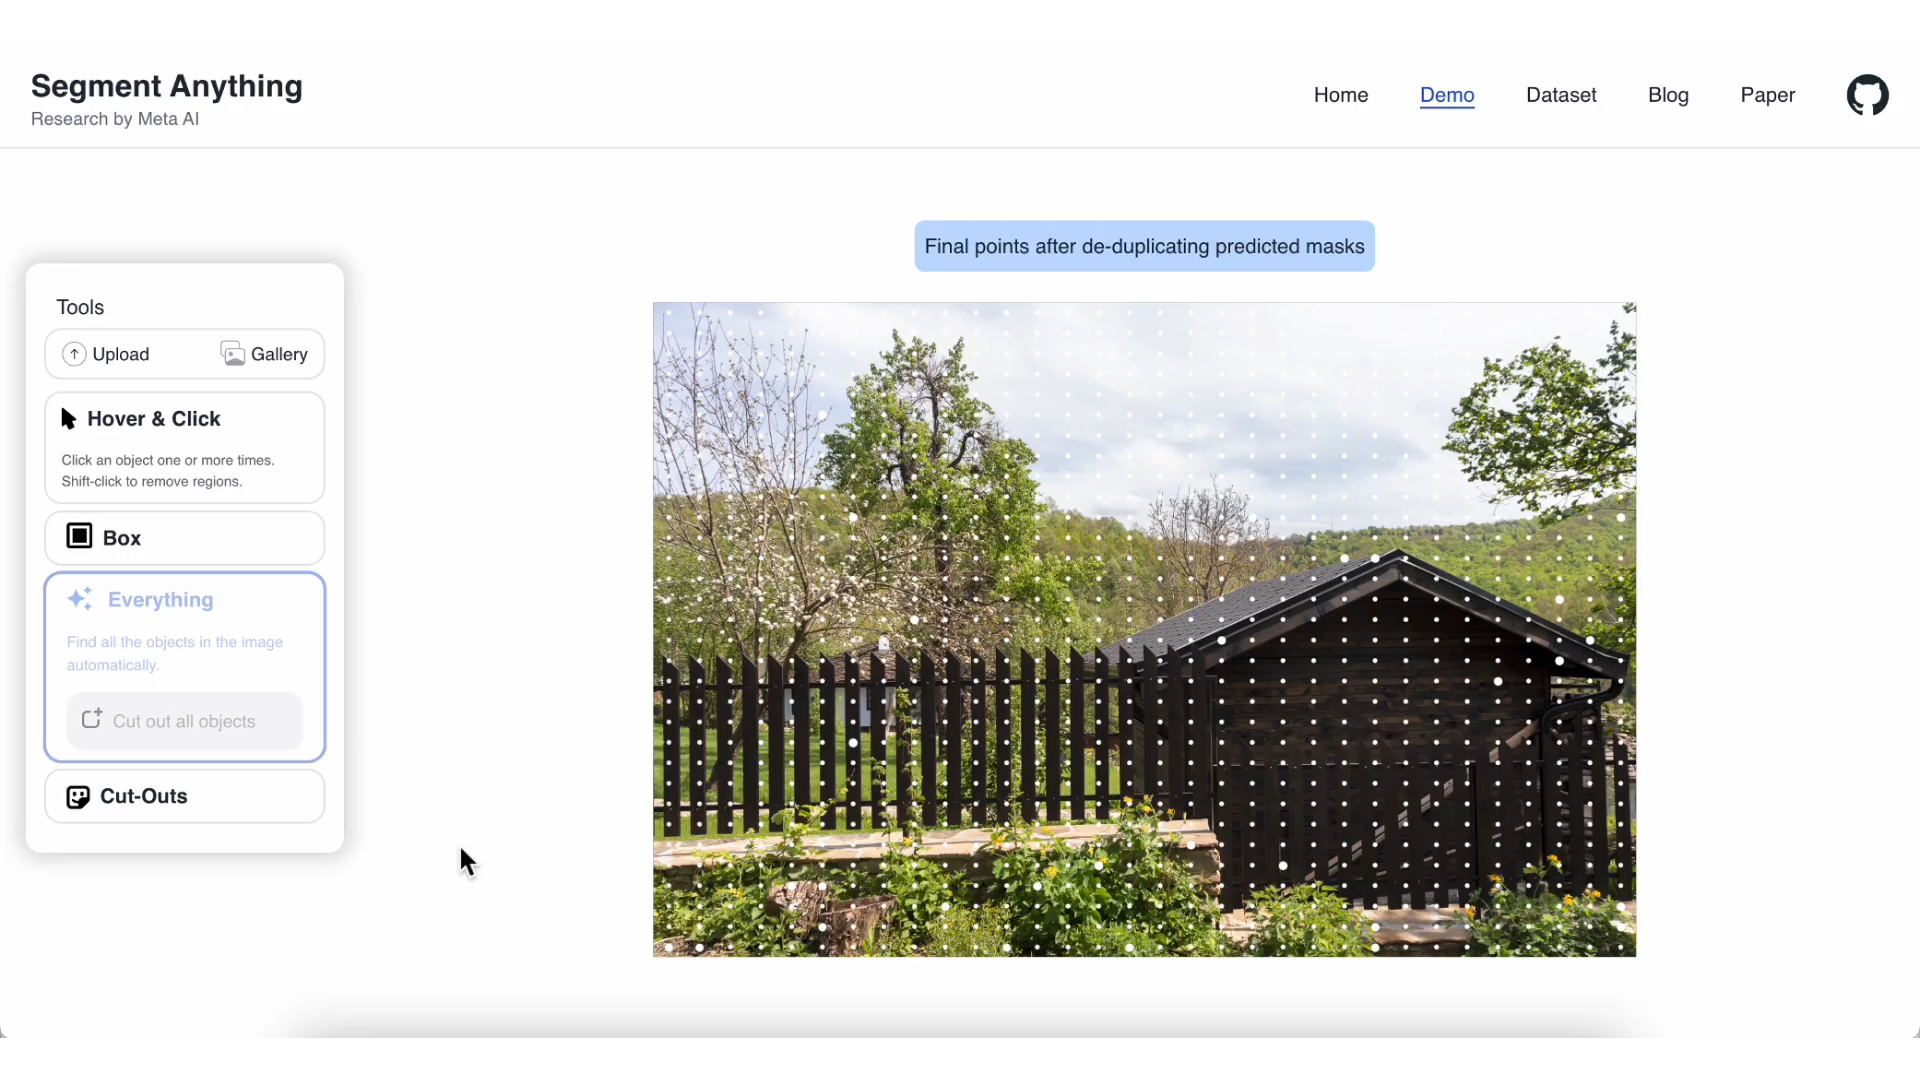 Segment Anything
Research by Meta AI
Home
Demo
Dataset
Blog
Paper
Final points after de-duplicating predicted masks
Tools
Upload
Gallery
Hover & Click
Click an object one or more times.
Shift-click to remove regions.
Box
Everything
Find all the objects in the image
automatically.
Cut out all objects
Cut-Outs